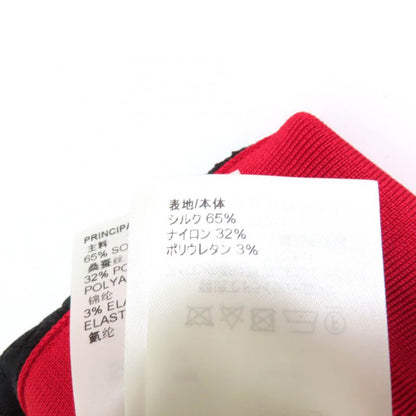 表地/本体
シルク 65%
ナイロン 32%
ポリウレタン 3%
PRINCIPA
主料
65% SO
桑蚕丝
32% PO
POLYA
锦纶
3% ELA
ELAST
氨纶